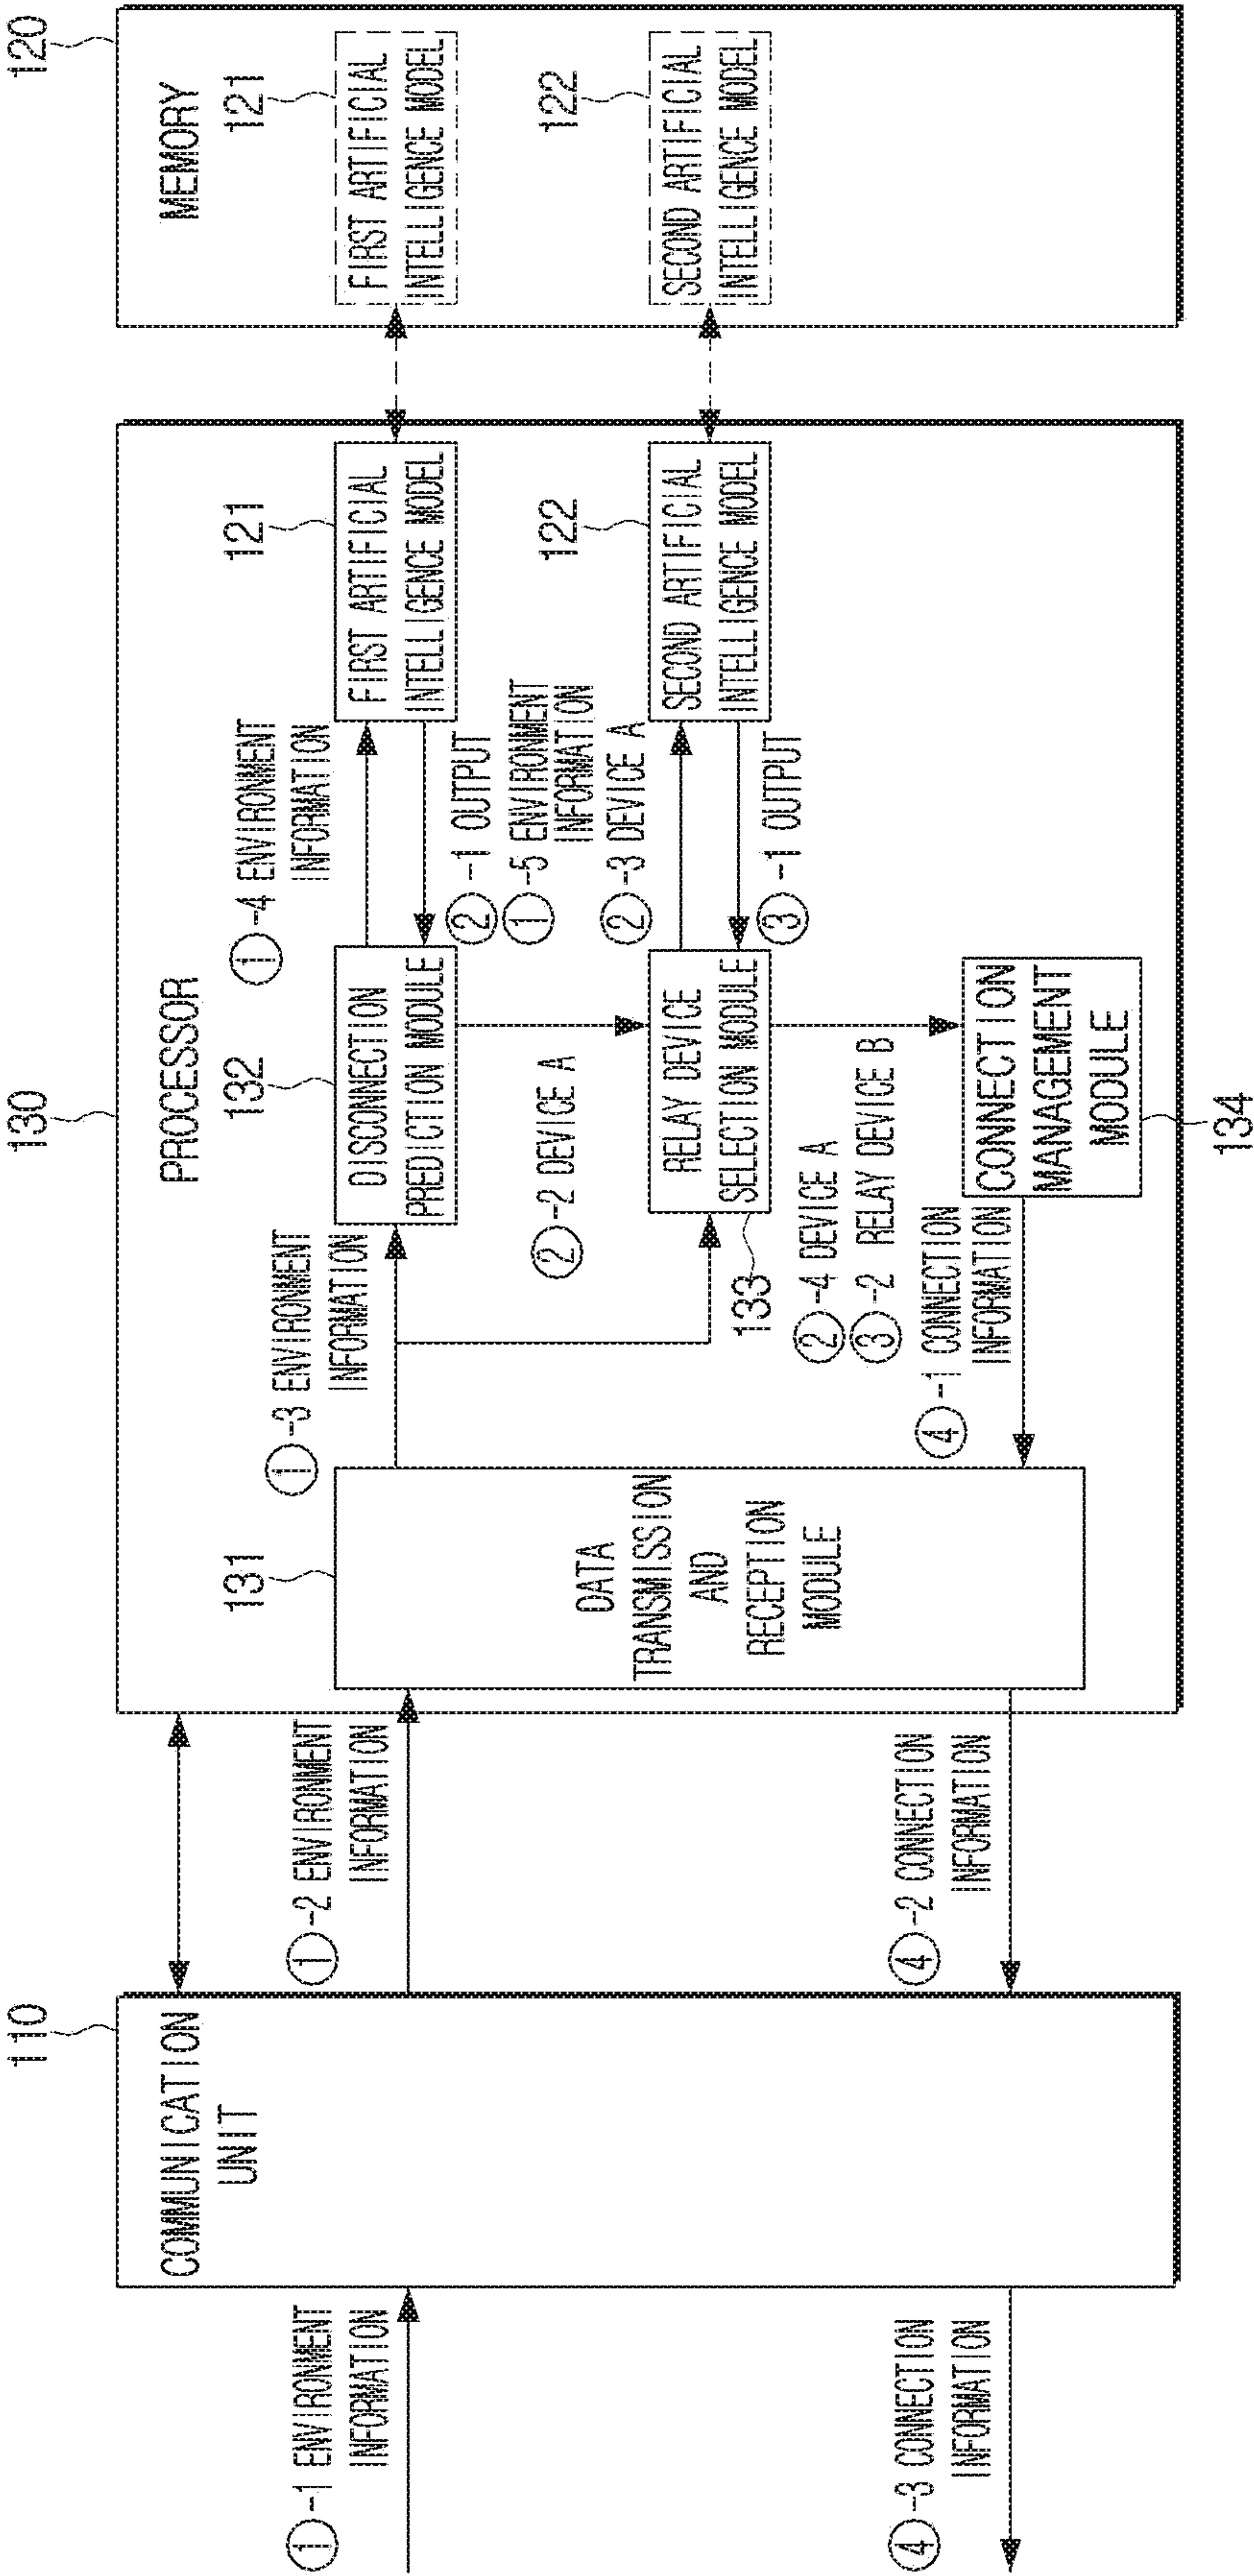 110
COMMUNICATION
UNIT
①-1 ENVIRONMENT
INFORMATION
④-3 CONNECTION
INFORMATION
①-2 ENVIRONMENT
INFORMATION
④-2 CONNECTION
INFORMATION
130
PROCESSOR
131
DATA
TRANSMISSION
AND
RECEPTION
MODULE
①-3 ENVIRONMENT
INFORMATION
132
DISCONNECTION
PREDICTION MODULE
①-4 ENVIRONMENT
INFORMATION
121
FIRST ARTIFICIAL
INTELLIGENCE MODEL
②-1 OUTPUT
②-2 DEVICE A
①-5 ENVIRONMENT
INFORMATION
②-3 DEVICE A
RELAY DEVICE
SELECTION MODULE
133
122
SECOND ARTIFICIAL
INTELLIGENCE MODEL
③-1 OUTPUT
②-4 DEVICE A
③-2 RELAY DEVICE B
④-1 CONNECTION
INFORMATION
CONNECTION
MANAGEMENT
MODULE
134
120
MEMORY
121
FIRST ARTIFICIAL
INTELLIGENCE MODEL
122
SECOND ARTIFICIAL
INTELLIGENCE MODEL